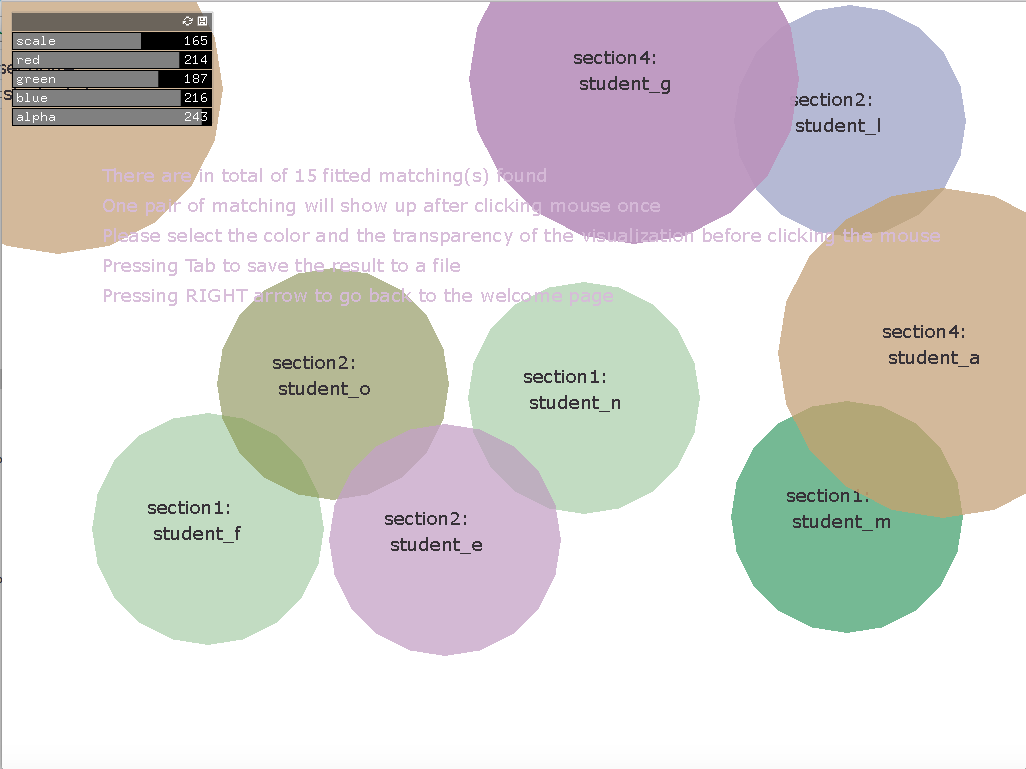 scale 165
red 214
green 187
blue 216
alpha 243
section4:
student_g
section2:
student_l
There are in total of 15 fitted matching(s) found
One pair of matching will show up after clicking mouse once
Please select the color and the transparency of the visualization before clicking the mouse
Pressing Tab to save the result to a file
Pressing RIGHT arrow to go back to the welcome page
section4:
student_a
section2:
student_o
section1:
student_n
section1:
student_m
section1:
student_f
section2:
student_e